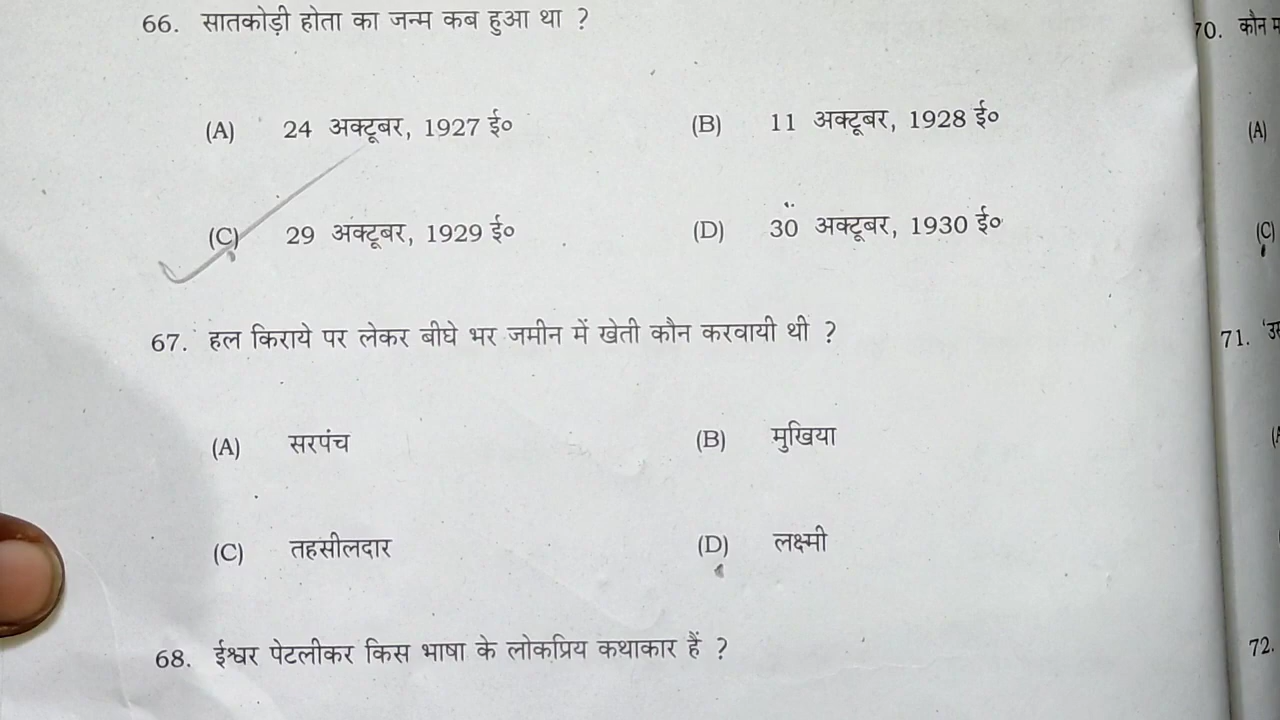 66. सातकोड़ी होता का जन्म कब हुआ था ?
(A) 24 अक्टूबर, 1927 ई०
(B) 11 अक्टूबर, 1928 ई०
(C) 29 अक्टूबर, 1929 ई०
(D) 30 अक्टूबर, 1930 ई०
67. हल किराये पर लेकर बीघे भर जमीन में खेती कौन करवायी थी ?
(A) सरपंच
(B) मुखिया
(C) तहसीलदार
(D) लक्ष्मी
68. ईश्वर पेटलीकर किस भाषा के लोकप्रिय कथाकार हैं ?
70. कौन
(A)
(C)
71.
72.